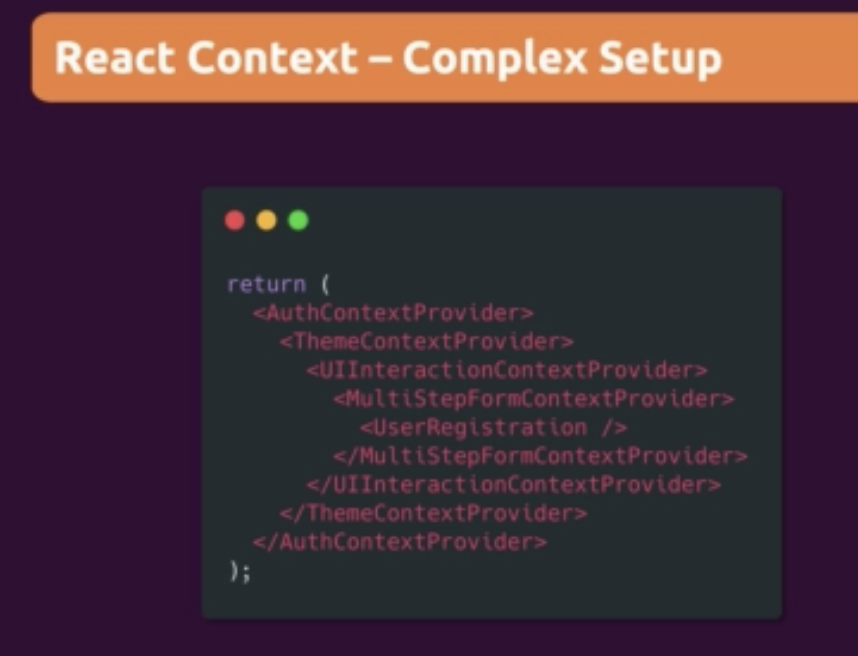 React Context – Complex Setup
return (
  <AuthContextProvider>
    <ThemeContextProvider>
      <UIInteractionContextProvider>
        <MultiStepFormContextProvider>
          <UserRegistration />
        </MultiStepFormContextProvider>
      </UIInteractionContextProvider>
    </ThemeContextProvider>
  </AuthContextProvider>
);